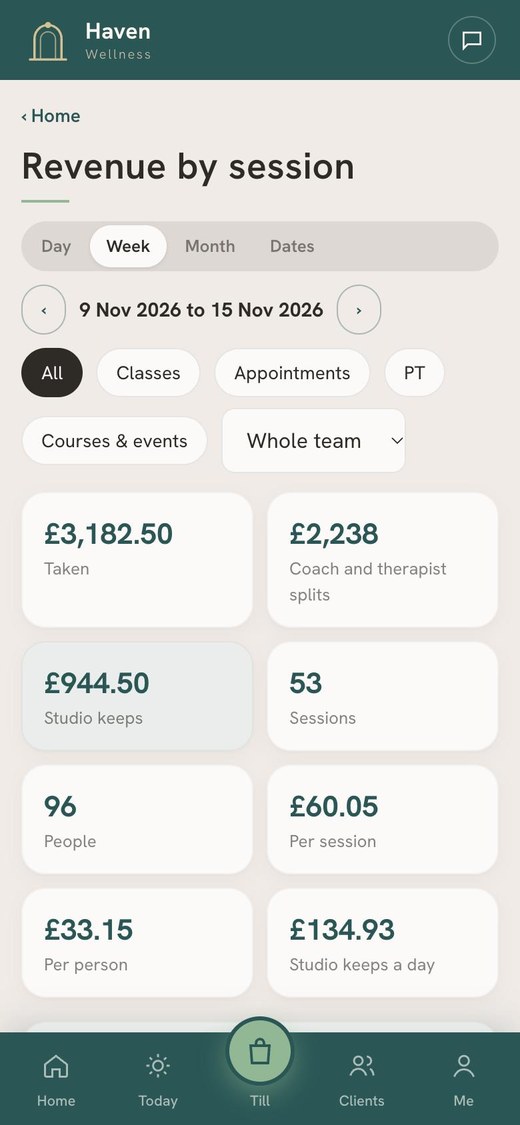 Haven
Wellness
‹ Home
Revenue by session
Day Week Month Dates
‹ 9 Nov 2026 to 15 Nov 2026 ›
All Classes Appointments PT
Courses & events Whole team
£3,182.50 £2,238
Taken Coach and therapist
splits
£944.50 53
Studio keeps Sessions
96 £60.05
People Per session
£33.15 £134.93
Per person Studio keeps a day
Home Today Till Clients Me